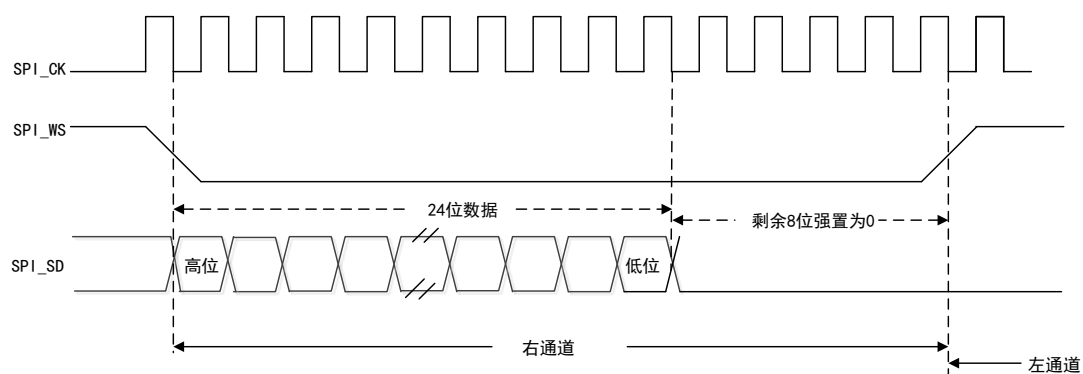 SPI_CK
SPI_WS
24位数据
剩余8位强置为0
SPI_SD
高位
低位
右通道
左通道